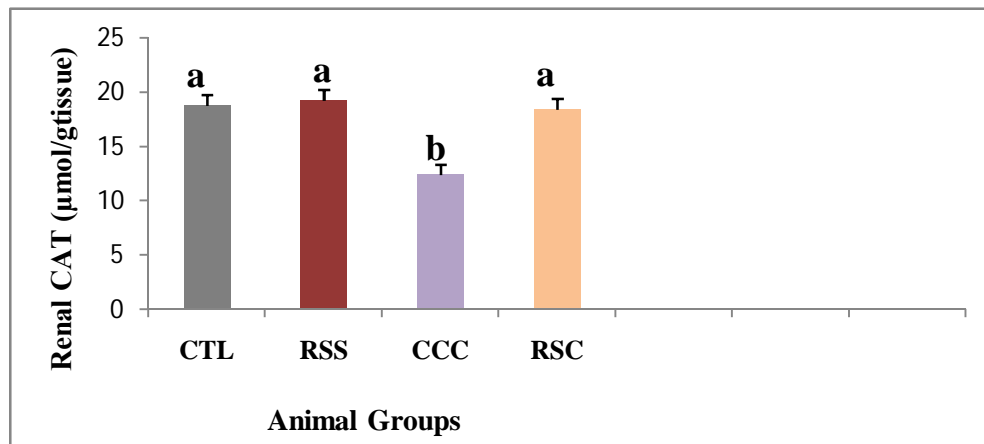 Renal CAT (µmol/gtissue)
25
20
15
10
5
0
a
a
b
a
CTL RSS CCC RSC
Animal Groups